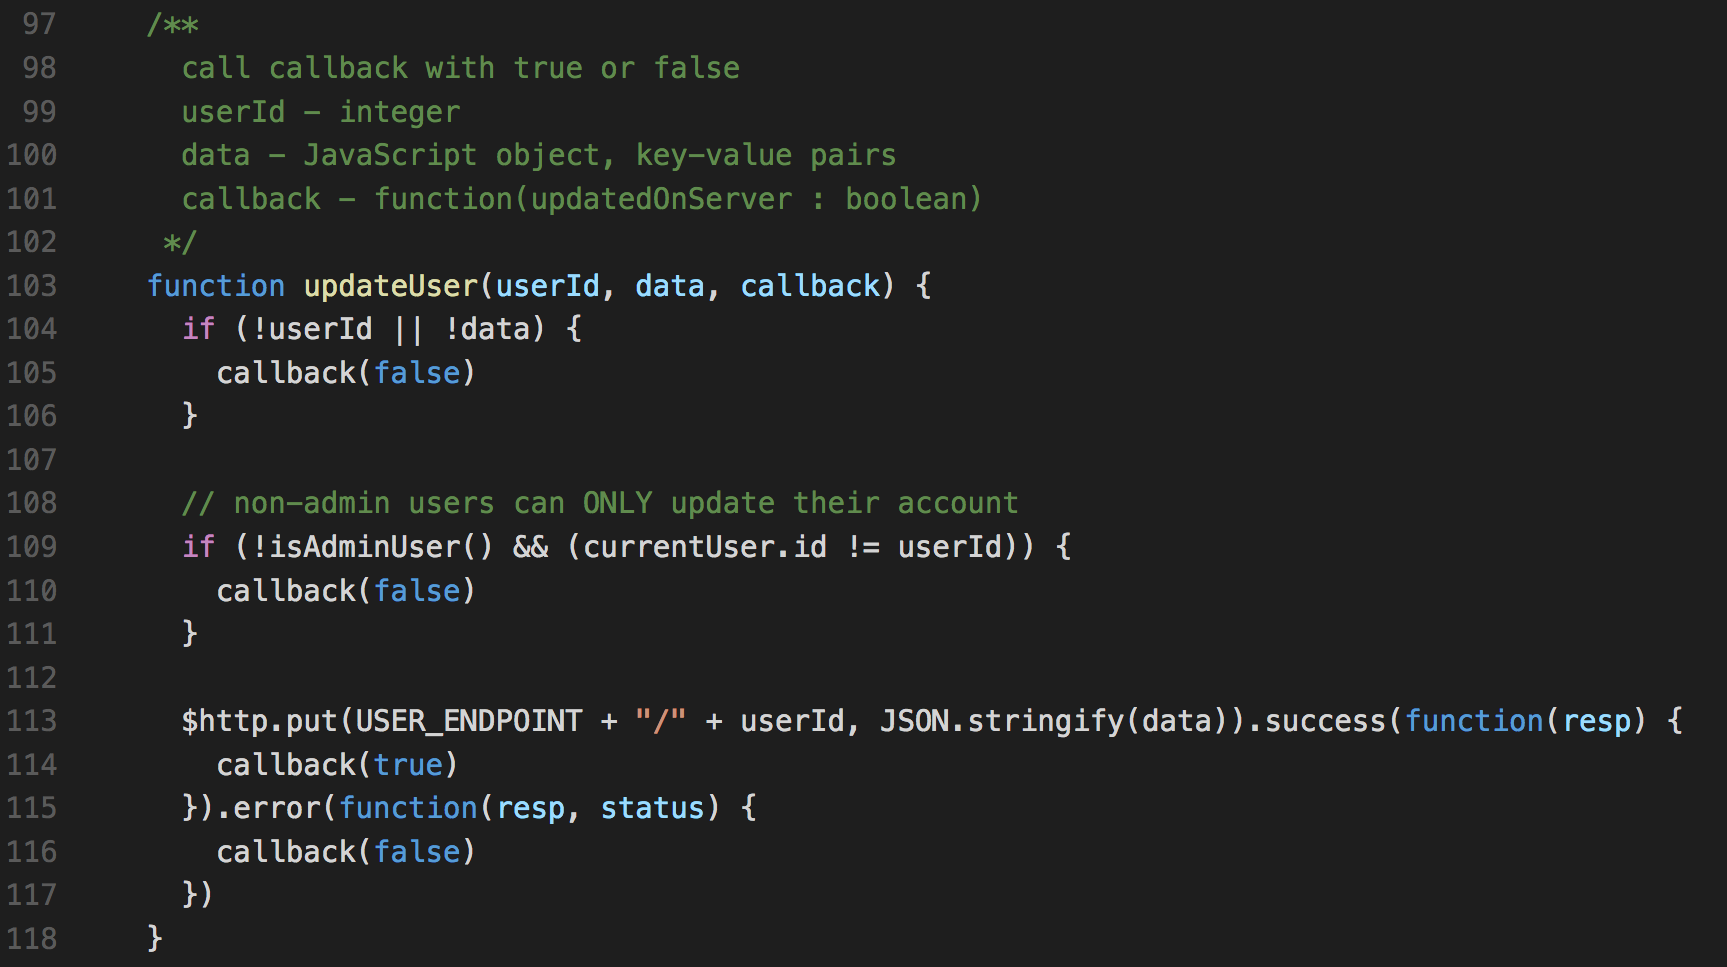 97 /**
98 call callback with true or false
99 userId - integer
100 data - JavaScript object, key-value pairs
101 callback - function(updatedOnServer : boolean)
102 */
103 function updateUser(userId, data, callback) {
104 if (!userId || !data) {
105 callback(false)
106 }
107
108 // non-admin users can ONLY update their account
109 if (!isAdminUser() && (currentUser.id != userId)) {
110 callback(false)
111 }
112
113 $http.put(USER_ENDPOINT + "/" + userId, JSON.stringify(data)).success(function(resp) {
114 callback(true)
115 }).error(function(resp, status) {
116 callback(false)
117 })
118 }